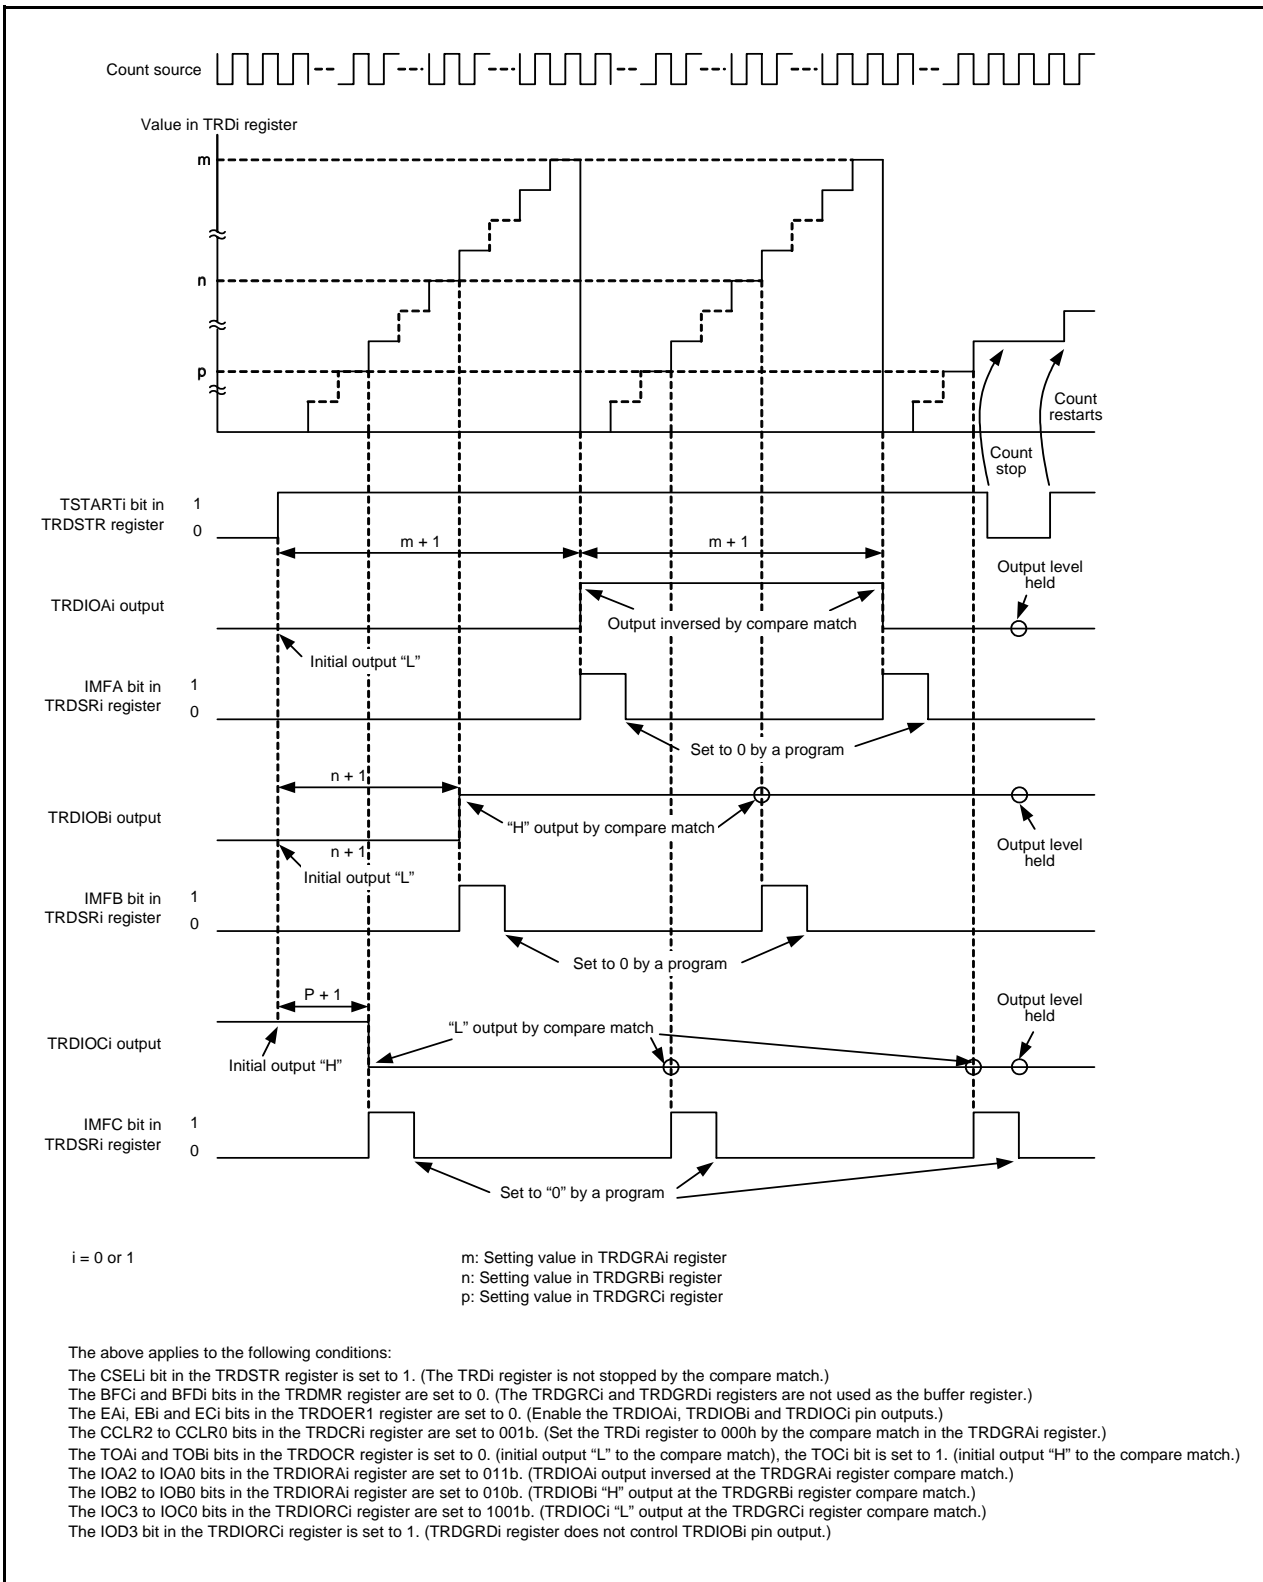 Count source
Value in TRDi register
m
n
p
Count
restarts
Count
stop
TSTARTi bit in
TRDSTR register
1
0
m + 1
m + 1
Output level
held
TRDIOAi output
Output inversed by compare match
Initial output “L”
IMFA bit in
TRDSRi register
1
0
Set to 0 by a program
n + 1
TRDIOBi output
“H” output by compare match
n + 1
Initial output “L”
Output level
held
IMFB bit in
TRDSRi register
1
0
Set to 0 by a program
P + 1
Output level
held
“L” output by compare match
TRDIOCi output
Initial output “H”
IMFC bit in
TRDSRi register
1
0
Set to “0” by a program
i = 0 or 1
m: Setting value in TRDGRAi register
n: Setting value in TRDGRBi register
p: Setting value in TRDGRCi register
The above applies to the following conditions:
The CSELi bit in the TRDSTR register is set to 1. (The TRDi register is not stopped by the compare match.)
The BFCi and BFDi bits in the TRDMR register are set to 0. (The TRDGRCi and TRDGRDi registers are not used as the buffer register.)
The EAi, EBi and ECi bits in the TRDOER1 register are set to 0. (Enable the TRDIOAi, TRDIOBi and TRDIOCi pin outputs.)
The CCLR2 to CCLR0 bits in the TRDCRi register are set to 001b. (Set the TRDi register to 000h by the compare match in the TRDGRAi register.)
The TOAi and TOBi bits in the TRDOCR register is set to 0. (initial output “L” to the compare match), the TOCi bit is set to 1. (initial output “H” to the compare match.)
The IOA2 to IOA0 bits in the TRDIORAi register are set to 011b. (TRDIOAi output inversed at the TRDGRAi register compare match.)
The IOB2 to IOB0 bits in the TRDIORAi register are set to 010b. (TRDIOBi “H” output at the TRDGRBi register compare match.)
The IOC3 to IOC0 bits in the TRDIORCi register are set to 1001b. (TRDIOCi “L” output at the TRDGRCi register compare match.)
The IOD3 bit in the TRDIORCi register is set to 1. (TRDGRDi register does not control TRDIOBi pin output.)